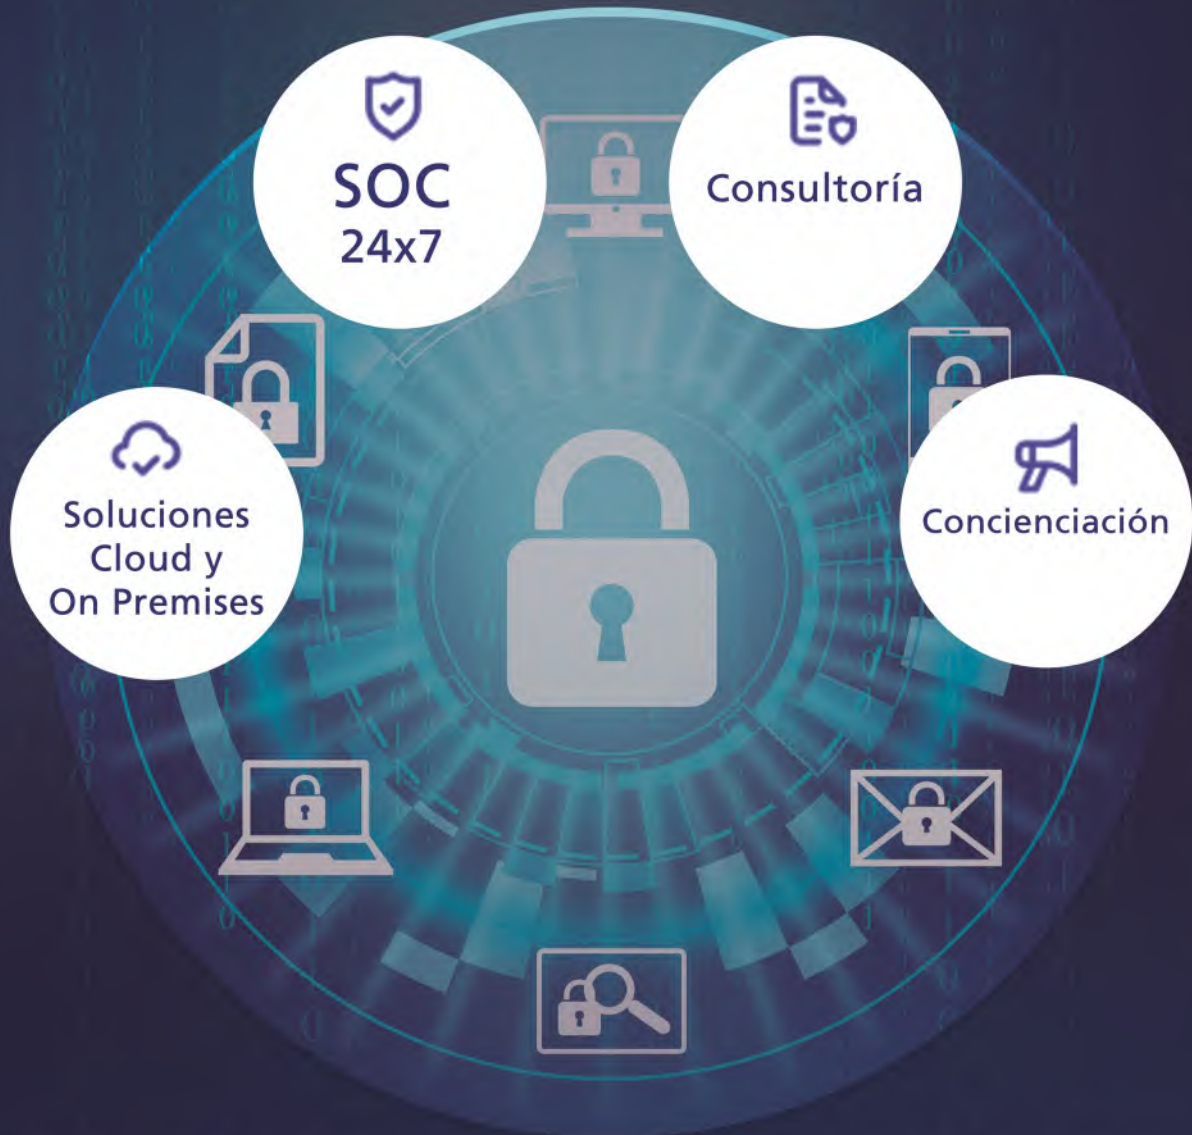 SOC
24x7
Consultoría
Soluciones
Cloud y
On Premises
Concienciación